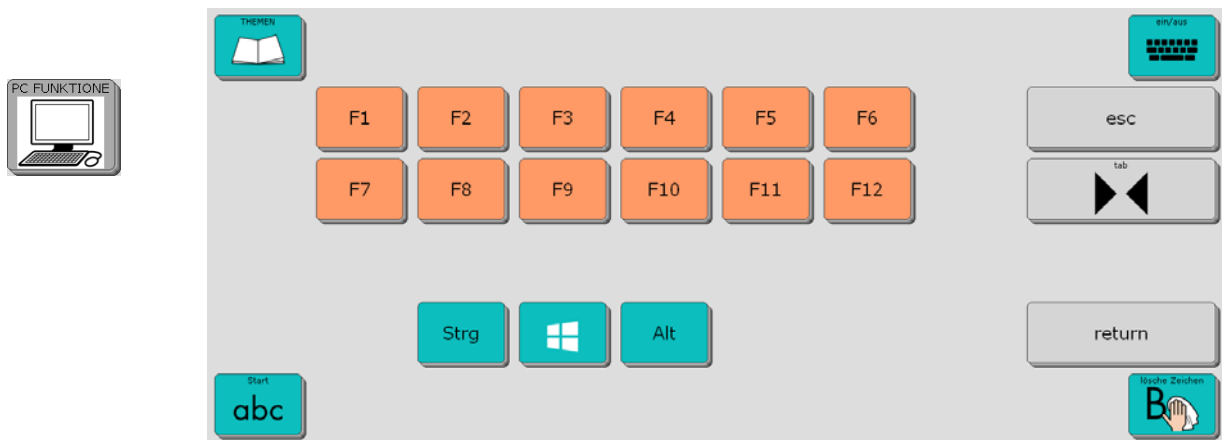 THEMEN
ein/aus
PC FUNKTIONE
F1 F2 F3 F4 F5 F6 esc
tab
F7 F8 F9 F10 F11 F12
Strg Alt return
Start
abc
lösche Zeichen
B